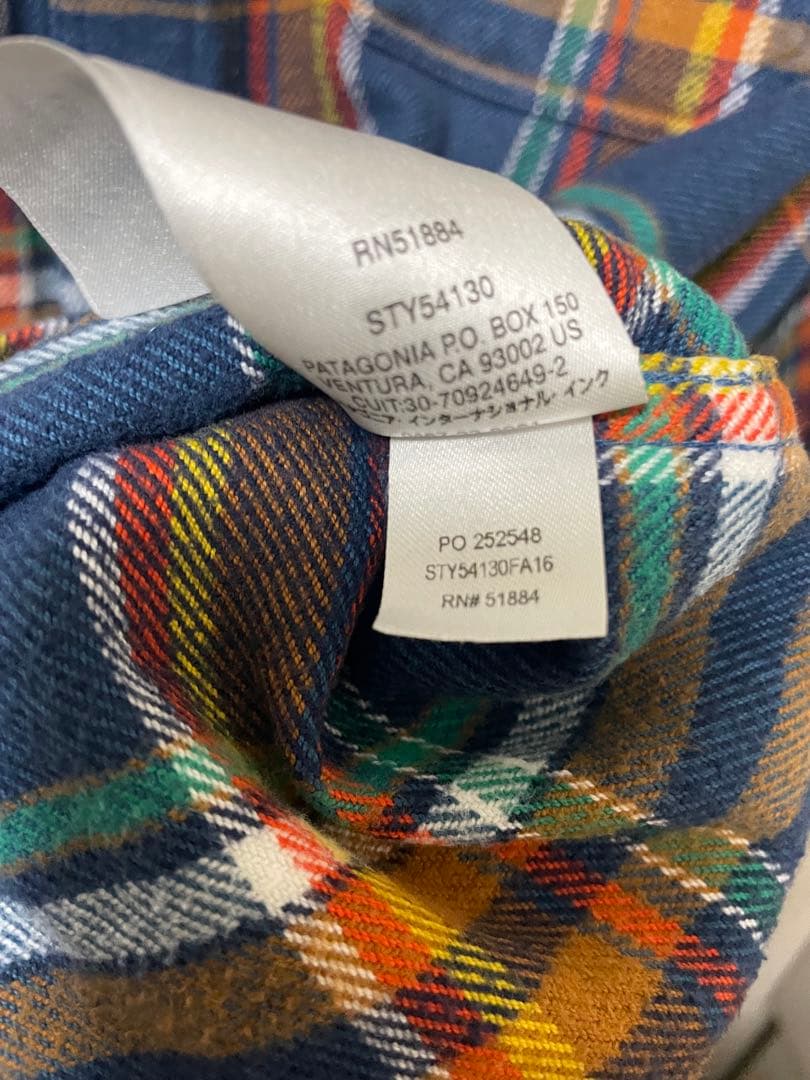 RN51884
STY54130
PATAGONIA P.O. BOX 150
VENTURA, CA 93002 US
CUIT:30-70924649-2
ア・インターナショナル・インク
PO 252548
STY54130FA16
RN# 51884